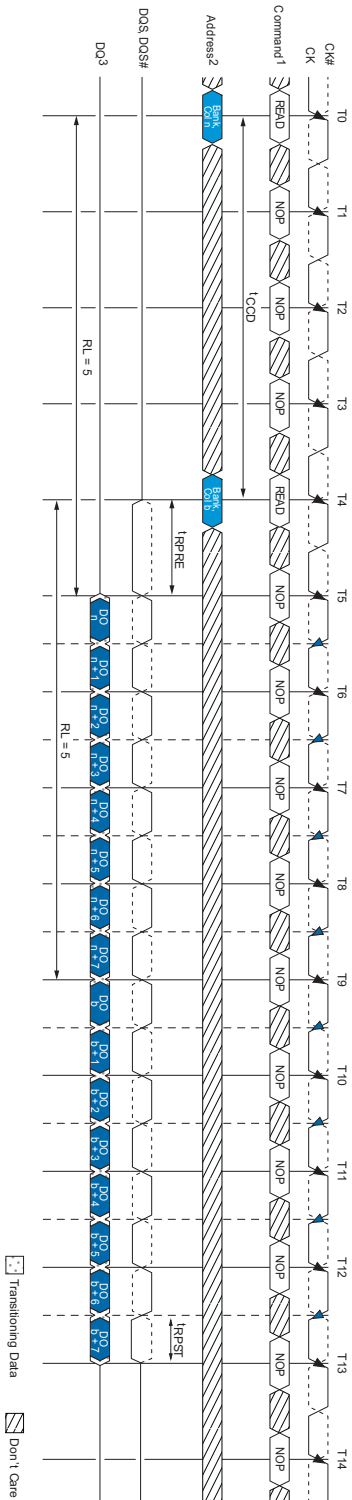 T0 T1 T2 T3 T4 T5 T6 T7 T8 T9 T10 T11 T12 T13 T14
CK#
CK
Command1 READ NOP NOP NOP READ NOP NOP NOP NOP NOP NOP NOP NOP NOP NOP
tCCD
Address2 Bank, Col n Bank, Col b
tRPRE tRPST
DQS, DQS#
DQ3 DO n DO n + 1 DO n + 2 DO n + 3 DO n + 4 DO n + 5 DO n + 6 DO n + 7 DO b DO b + 1 DO b + 2 DO b + 3 DO b + 4 DO b + 5 DO b + 6 DO b + 7
RL = 5
RL = 5
Transitioning Data Don't Care